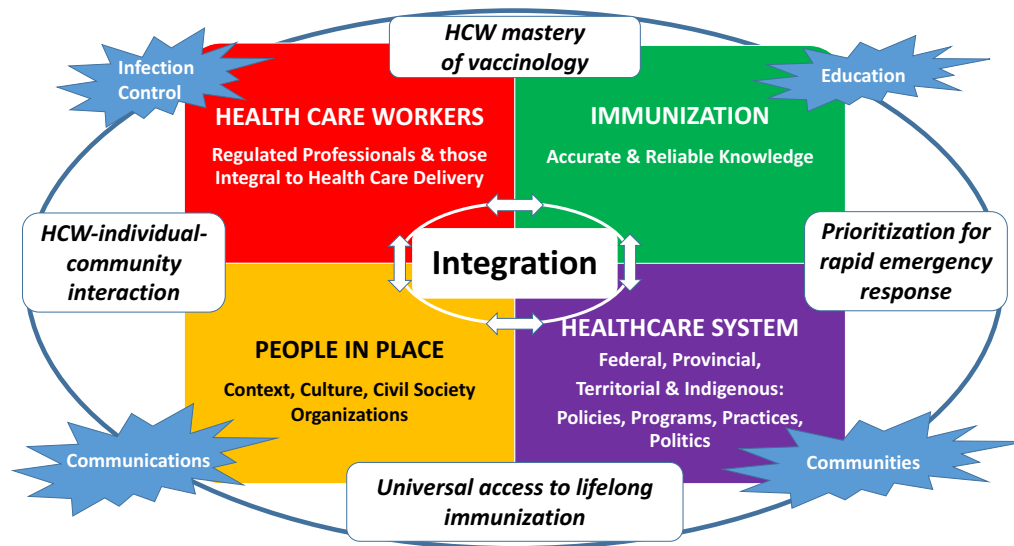 HCW mastery
of vaccinology
Infection
Control
Education
HEALTH CARE WORKERS
Regulated Professionals & those
Integral to Health Care Delivery
IMMUNIZATION
Accurate & Reliable Knowledge
HCW-individual-
community
interaction
Integration
Prioritization for
rapid emergency
response
PEOPLE IN PLACE
Context, Culture, Civil Society
Organizations
HEALTHCARE SYSTEM
Federal, Provincial,
Territorial & Indigenous:
Policies, Programs, Practices,
Politics
Communications
Communities
Universal access to lifelong
immunization